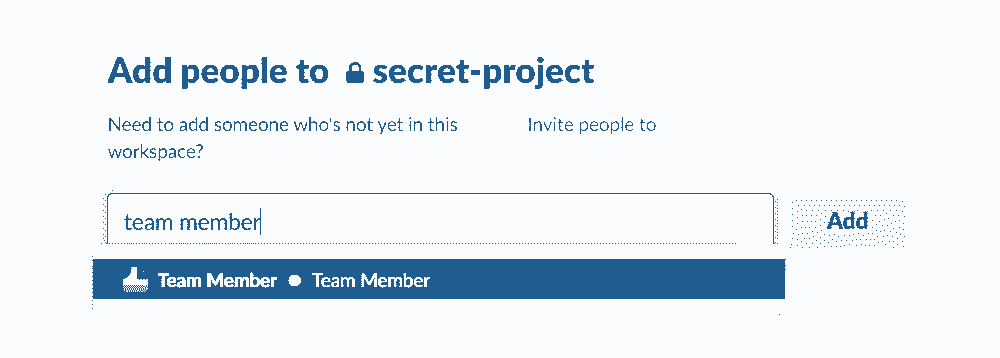 Add people to secret-project
Need to add someone who's not yet in this
workspace?
Invite people to
team member
Add
Team Member Team Member